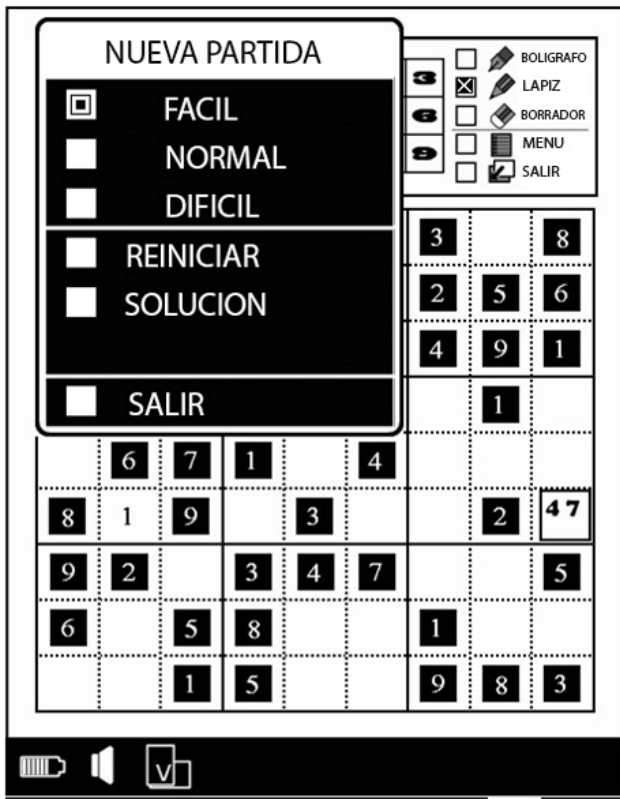 NUEVA PARTIDA
FACIL
NORMAL
DIFICIL
REINICIAR
SOLUCION
SALIR
3
6
9
BOLIGRAFO
LAPIZ
BORRADOR
MENU
SALIR
3 8
2 5 6
4 9 1
1
6 7 1 4
8 1 9 3 2 47
9 2 3 4 7 5
6 5 8 1
1 5 9 8 3
V